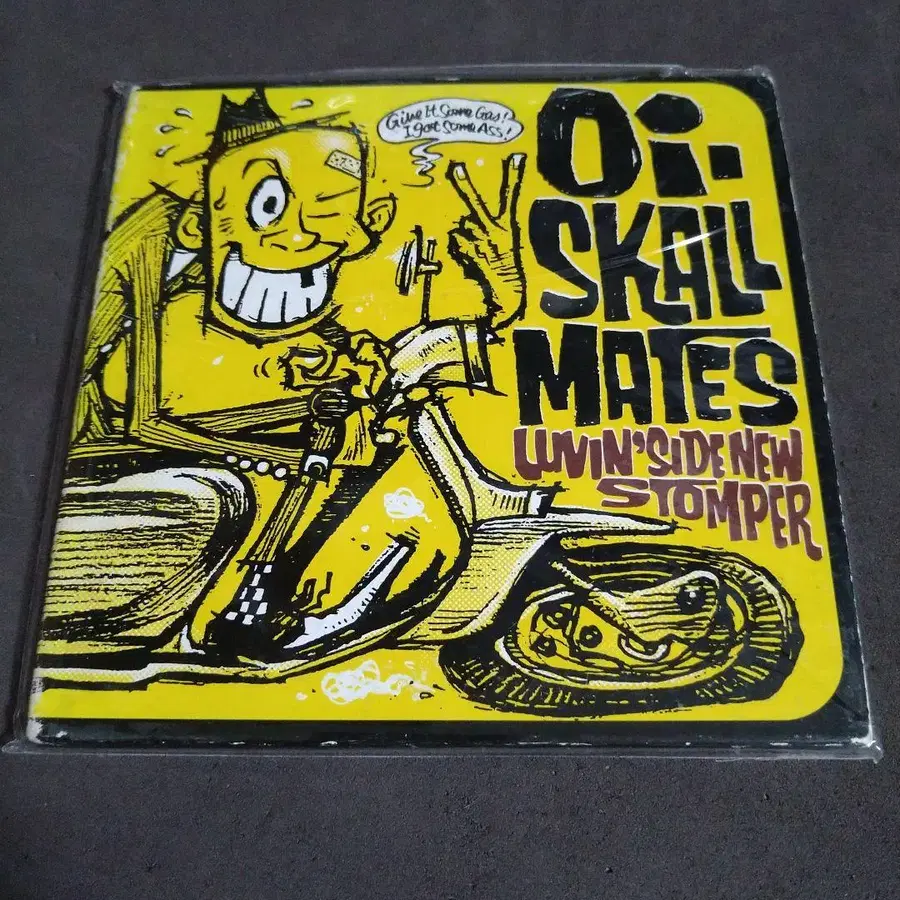 Give It Some Gas!
I got Some Ass!
Oi-
SKALL
MATES
LUVIN' SIDE NEW
STOMPER